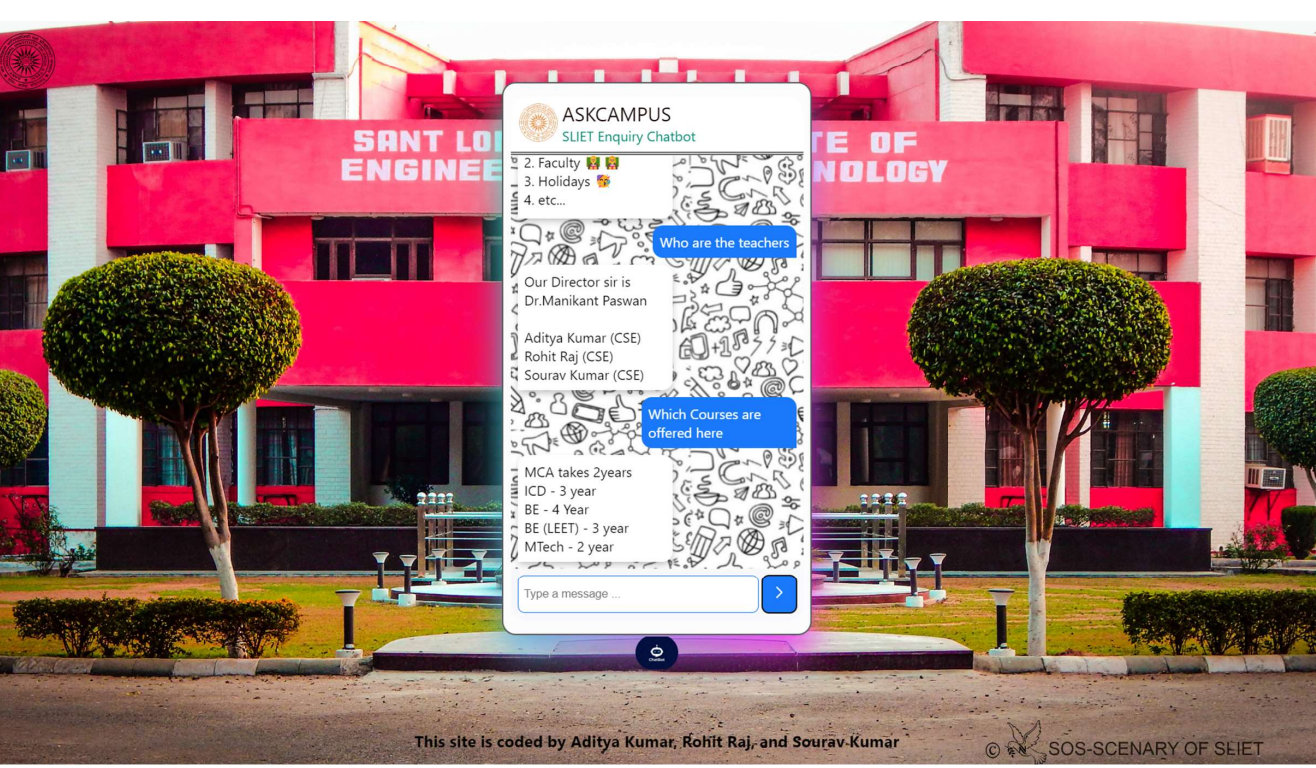 SANT LO
TE OF
ENGINEE
NOLOGY
ASKCAMPUS
SLIET Enquiry Chatbot
2. Faculty
3. Holidays
4. etc...
Who are the teachers
Our Director sir is
Dr.Manikant Paswan
Aditya Kumar (CSE)
Rohit Raj (CSE)
Sourav Kumar (CSE)
Which Courses are
offered here
MCA takes 2years
ICD - 3 year
BE - 4 Year
BE (LEET) - 3 year
MTech - 2 year
Type a message ...
ChatBot
This site is coded by Aditya Kumar, Rohit Raj, and Sourav Kumar
© SOS-SCENARY OF SLIET